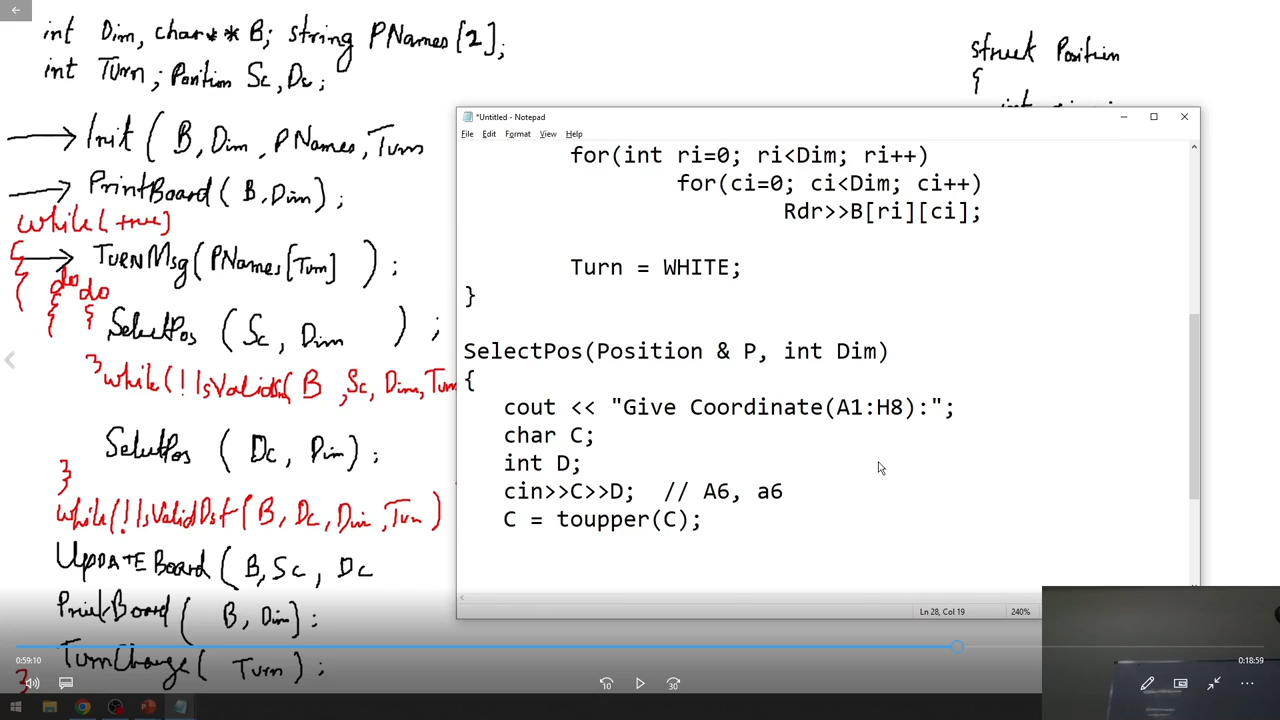 int Dim, char** B; string PNames[2];
int Turn; Position Sc, Dc;
Init( B, Dim, PNames, Turn
PrintBoard( B, Dim);
while(true)
{
TurnMsg(PNames[Turn] );
do
{
do
{
SelectPos ( Sc, Dim ) ;
}while(!IsValidSc( B ,Sc, Dim, Turn
SelectPos ( Dc, Dim);
}
while(!IsValidDst( B, Dc, Dim, Turn)
UPDATEBoard ( B, Sc, Dc
PrintBoard( B, Dim);
TurnChange( Turn );
}
struct Position
{
*Untitled - Notepad
File Edit Format View Help
for(int ri=0; ri<Dim; ri++)
for(ci=0; ci<Dim; ci++)
Rdr>>B[ri][ci];
Turn = WHITE;
}
SelectPos(Position & P, int Dim)
{
cout << "Give Coordinate(A1:H8):";
char C;
int D;
cin>>C>>D; // A6, a6
C = toupper(C);
Ln 28, Col 19 240%
0:59:10 0:18:59
10 30